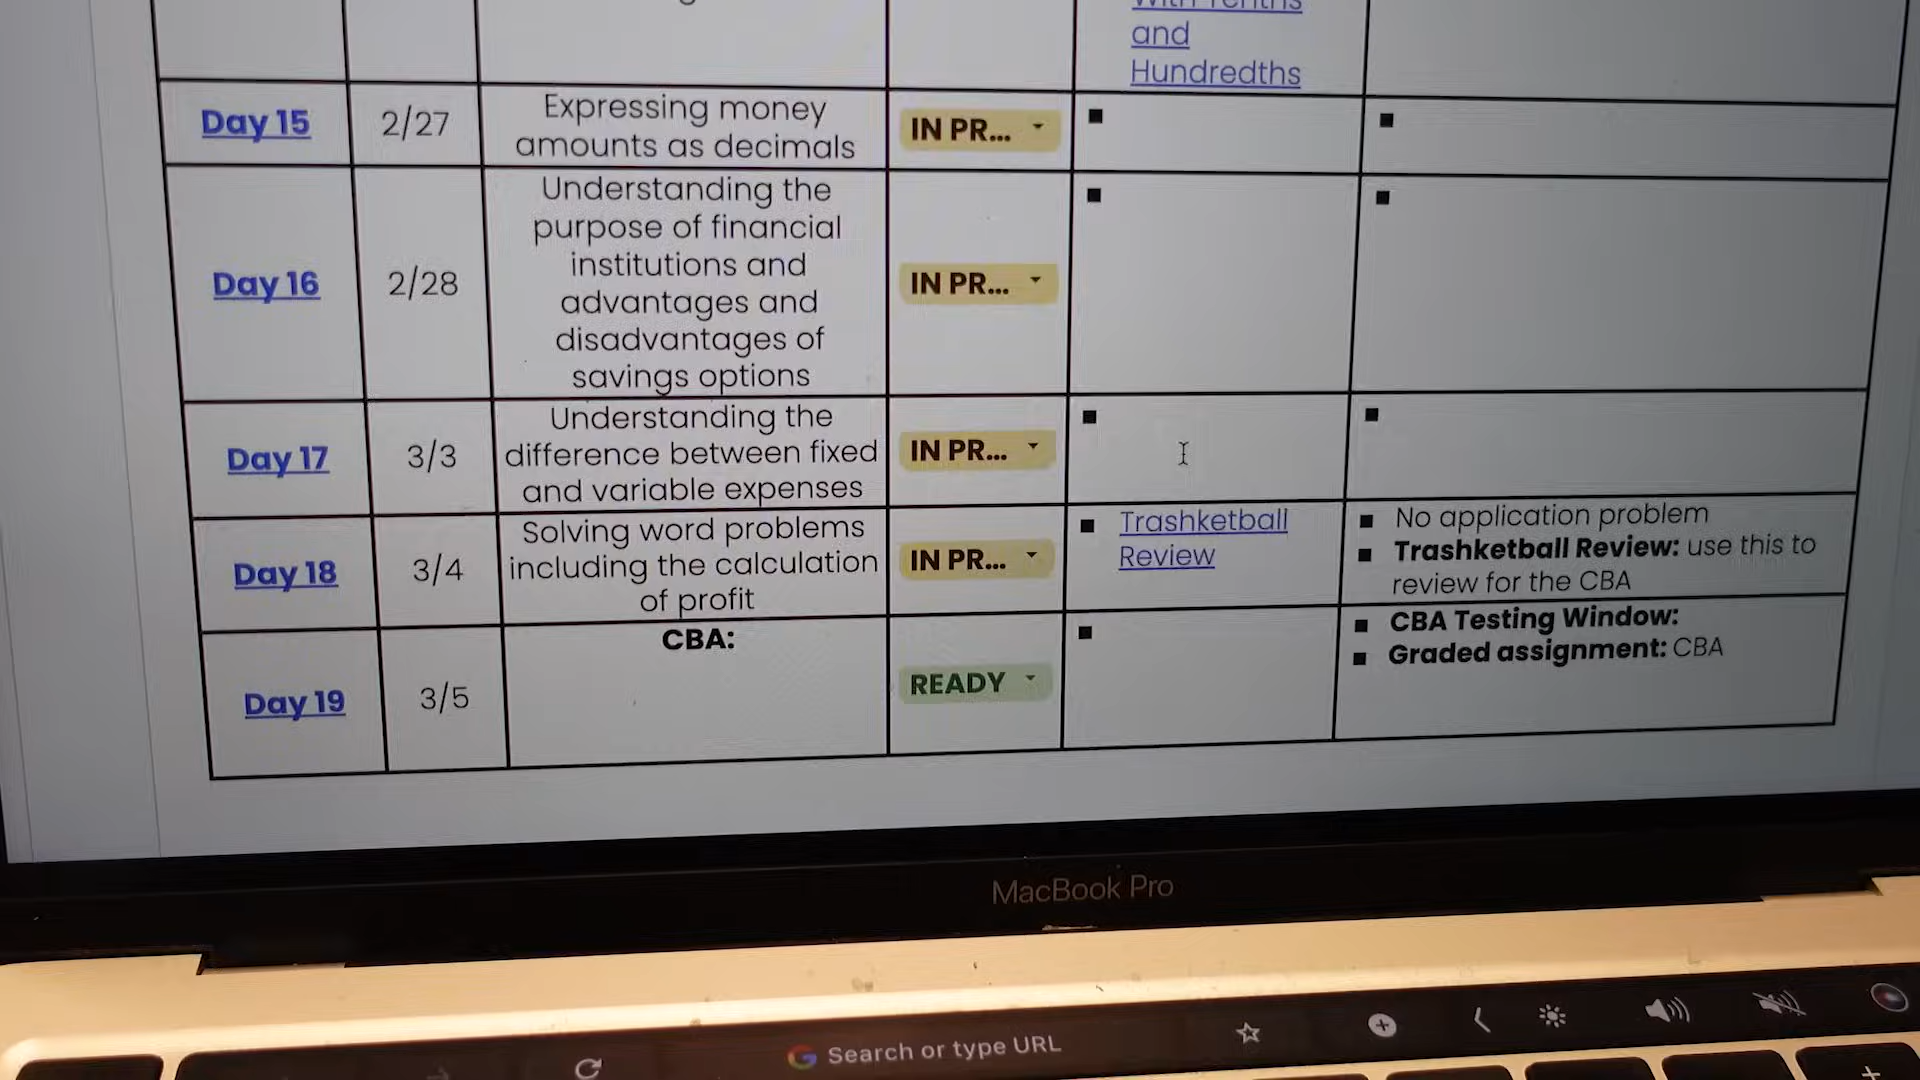 With Tenths
and
Hundredths
Day 15
2/27
Expressing money
amounts as decimals
IN PR...
Day 16
2/28
Understanding the
purpose of financial
institutions and
advantages and
disadvantages of
savings options
IN PR...
Day 17
3/3
Understanding the
difference between fixed
and variable expenses
IN PR...
Day 18
3/4
Solving word problems
including the calculation
of profit
IN PR...
Trashketball
Review
No application problem
Trashketball Review: use this to
review for the CBA
Day 19
3/5
CBA:
READY
CBA Testing Window:
Graded assignment: CBA
MacBook Pro
Search or type URL